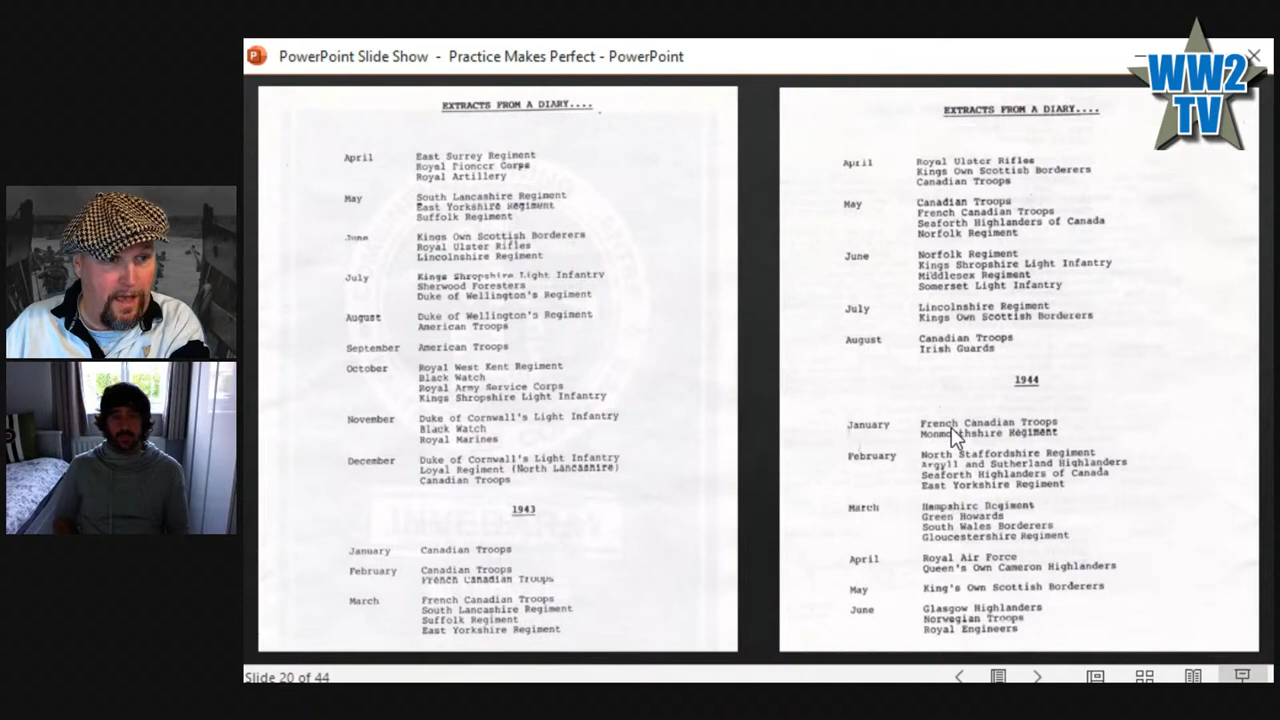 PowerPoint Slide Show - Practice Makes Perfect - PowerPoint
WW2
TV
EXTRACTS FROM A DIARY....
April East Surrey Regiment
Royal Pioneer Corps
Royal Artillery
May South Lancashire Regiment
East Yorkshire Regiment
Suffolk Regiment
June Kings Own Scottish Borderers
Royal Ulster Rifles
Lincolnshire Regiment
July Kings Shropshire Light Infantry
Sherwood Foresters
Duke of Wellington's Regiment
August Duke of Wellington's Regiment
American Troops
September American Troops
October Royal West Kent Regiment
Black Watch
Royal Army Service Corps
Kings Shropshire Light Infantry
November Duke of Cornwall's Light Infantry
Black Watch
Royal Marines
December Duke of Cornwall's Light Infantry
Loyal Regiment (North Lancashire)
Canadian Troops
1943
January Canadian Troops
February Canadian Troops
French Canadian Troops
March French Canadian Troops
South Lancashire Regiment
Suffolk Regiment
East Yorkshire Regiment
EXTRACTS FROM A DIARY....
April Royal Ulster Rifles
Kings Own Scottish Borderers
Canadian Troops
May Canadian Troops
French Canadian Troops
Seaforth Highlanders of Canada
Norfolk Regiment
June Norfolk Regiment
Kings Shropshire Light Infantry
Middlesex Regiment
Somerset Light Infantry
July Lincolnshire Regiment
Kings Own Scottish Borderers
August Canadian Troops
Irish Guards
1944
January French Canadian Troops
Monmouthshire Regiment
February North Staffordshire Regiment
Argyll and Sutherland Highlanders
Seaforth Highlanders of Canada
East Yorkshire Regiment
March Hampshire Regiment
Green Howards
South Wales Borderers
Gloucestershire Regiment
April Royal Air Force
Queen's Own Cameron Highlanders
May King's Own Scottish Borderers
June Glasgow Highlanders
Norwegian Troops
Royal Engineers
Slide 20 of 44